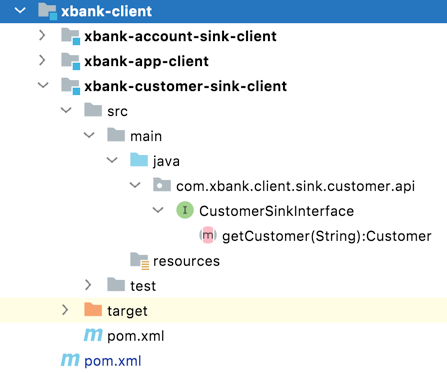 xbank-client
xbank-account-sink-client
xbank-app-client
xbank-customer-sink-client
src
main
java
com.xbank.client.sink.customer.api
I CustomerSinkInterface
m getCustomer(String):Customer
resources
test
target
m pom.xml
m pom.xml